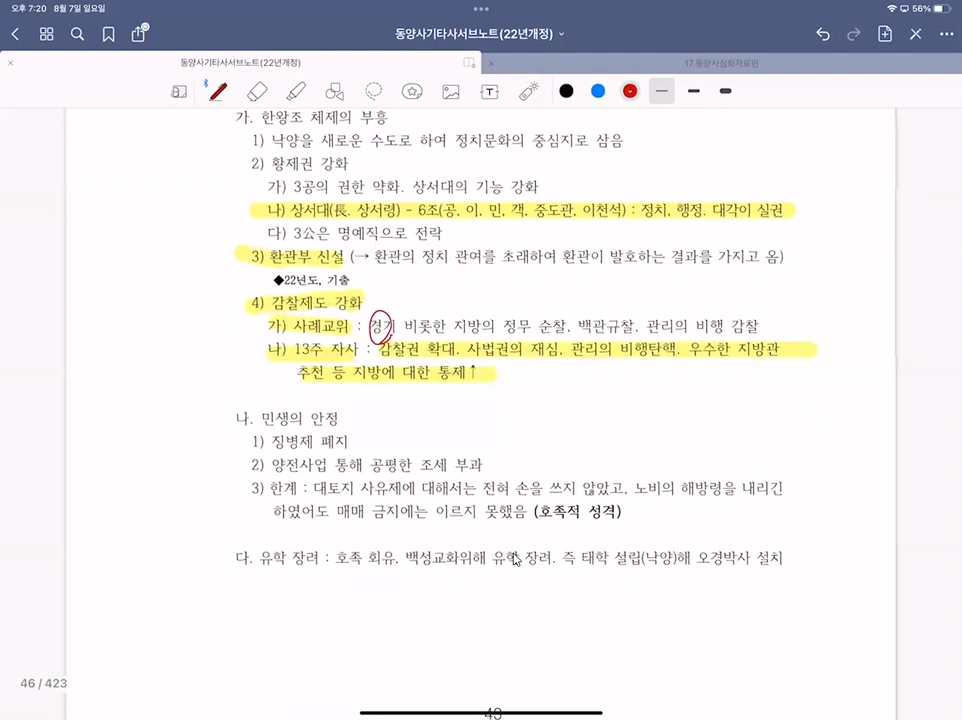 오후 7:20 8월 7일 일요일
56%
동양사기타사서브노트(22년개정)
동양사기타사서브노트(22년개정)
17.동양사심화자료편
가. 한왕조 체제의 부흥
1) 낙양을 새로운 수도로 하여 정치문화의 중심지로 삼음
2) 황제권 강화
가) 3공의 권한 약화. 상서대의 기능 강화
나) 상서대(長. 상서령) - 6조(공, 이, 민, 객, 중도관, 이천석) : 정치, 행정. 대각이 실권
다) 3公은 명예직으로 전락
3) 환관부 신설 (→ 환관의 정치 관여를 초래하여 환관이 발호하는 결과를 가지고 옴)
◆22년도, 기출
4) 감찰제도 강화
가) 사례교위 : 경기 비롯한 지방의 정무 순찰, 백관규찰, 관리의 비행 감찰
나) 13주 자사 : 감찰권 확대. 사법권의 재심, 관리의 비행탄핵. 우수한 지방관
추천 등 지방에 대한 통제↑
나. 민생의 안정
1) 징병제 폐지
2) 양전사업 통해 공평한 조세 부과
3) 한계 : 대토지 사유제에 대해서는 전혀 손을 쓰지 않았고, 노비의 해방령을 내리긴
하였어도 매매 금지에는 이르지 못했음 (호족적 성격)
다. 유학 장려 : 호족 회유, 백성교화위해 유학 장려. 즉 태학 설립(낙양)해 오경박사 설치
46 / 423
43